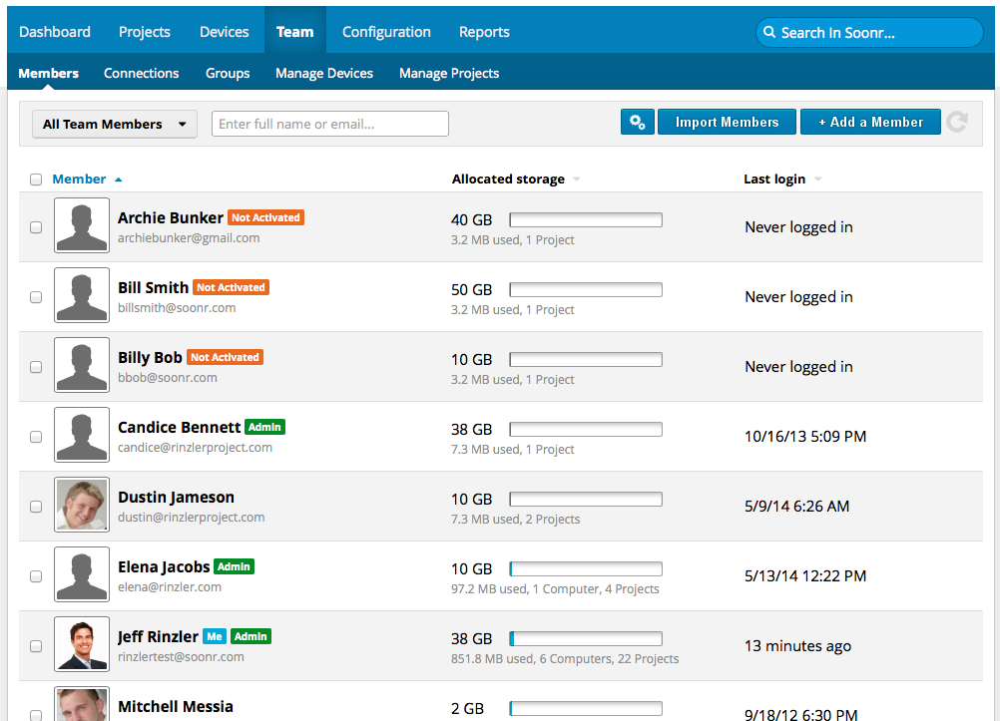 Dashboard Projects Devices Team Configuration Reports Search In Soonr...
Members Connections Groups Manage Devices Manage Projects
All Team Members Enter full name or email... Import Members + Add a Member
Member Allocated storage Last login
Archie Bunker Not Activated 40 GB
archiebunker@gmail.com 3.2 MB used, 1 Project Never logged in
Bill Smith Not Activated 50 GB
billsmith@soonr.com 3.2 MB used, 1 Project Never logged in
Billy Bob Not Activated 10 GB
bbob@soonr.com 3.2 MB used, 1 Project Never logged in
Candice Bennett Admin 38 GB
candice@rinzlerproject.com 7.3 MB used, 1 Project 10/16/13 5:09 PM
Dustin Jameson 10 GB
dustin@rinzlerproject.com 7.3 MB used, 2 Projects 5/9/14 6:26 AM
Elena Jacobs Admin 10 GB
elena@rinzler.com 97.2 MB used, 1 Computer, 4 Projects 5/13/14 12:22 PM
Jeff Rinzler Me Admin 38 GB
rinzlertest@soonr.com 851.8 MB used, 6 Computers, 22 Projects 13 minutes ago
Mitchell Messia 2 GB 9/18/12 6:30 PM